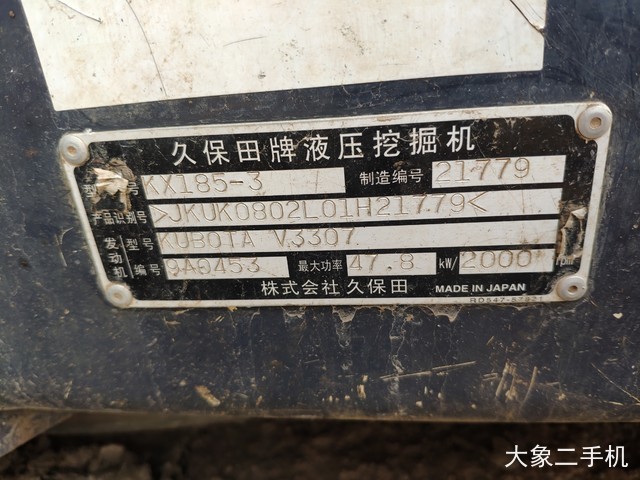 久保田牌液压挖掘机
型 号 KX185-3 制造编号 21779
产品识别号 >JKUK0802L01H21779<
发动机 型号 KUBOTA V3307
编号 9A0453 最大功率 47.8 kW/ 2000 rpm
株式会社久保田 MADE IN JAPAN
大象二手机